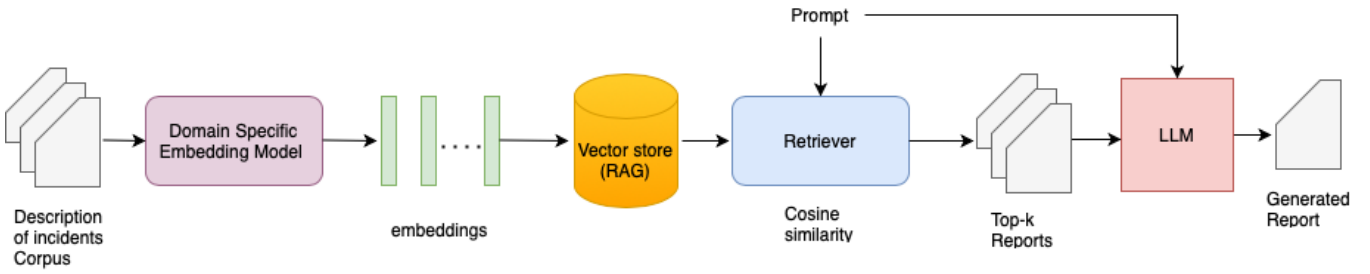 Prompt
Domain Specific
Embedding Model
Vector store
(RAG)
Retriever
LLM
Description
of incidents
Corpus
embeddings
Cosine
similarity
Top-k
Reports
Generated
Report